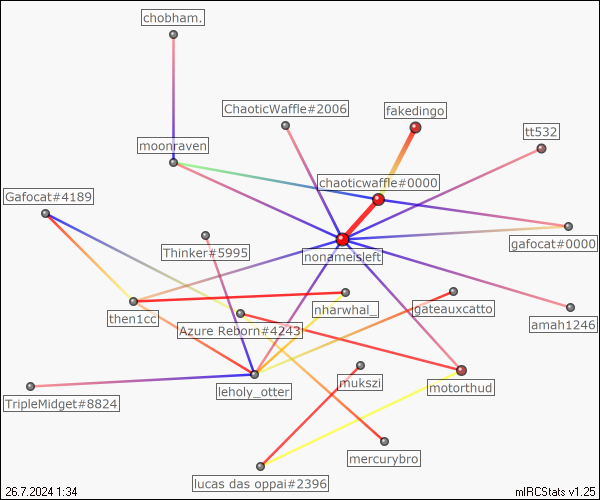 chobham.
ChaoticWaffle#2006
fakedingo
tt532
moonraven
chaoticwaffle#0000
Gafocat#4189
gafocat#0000
Thinker#5995
nonameisleft
then1cc
nharwhal_
gateauxcatto
amah1246
Azure Reborn#4243
leholy_otter
mukszi
motorthud
TripleMidget#8824
mercurybro
lucas das oppai#2396
26.7.2024 1:34
mIRCStats v1.25